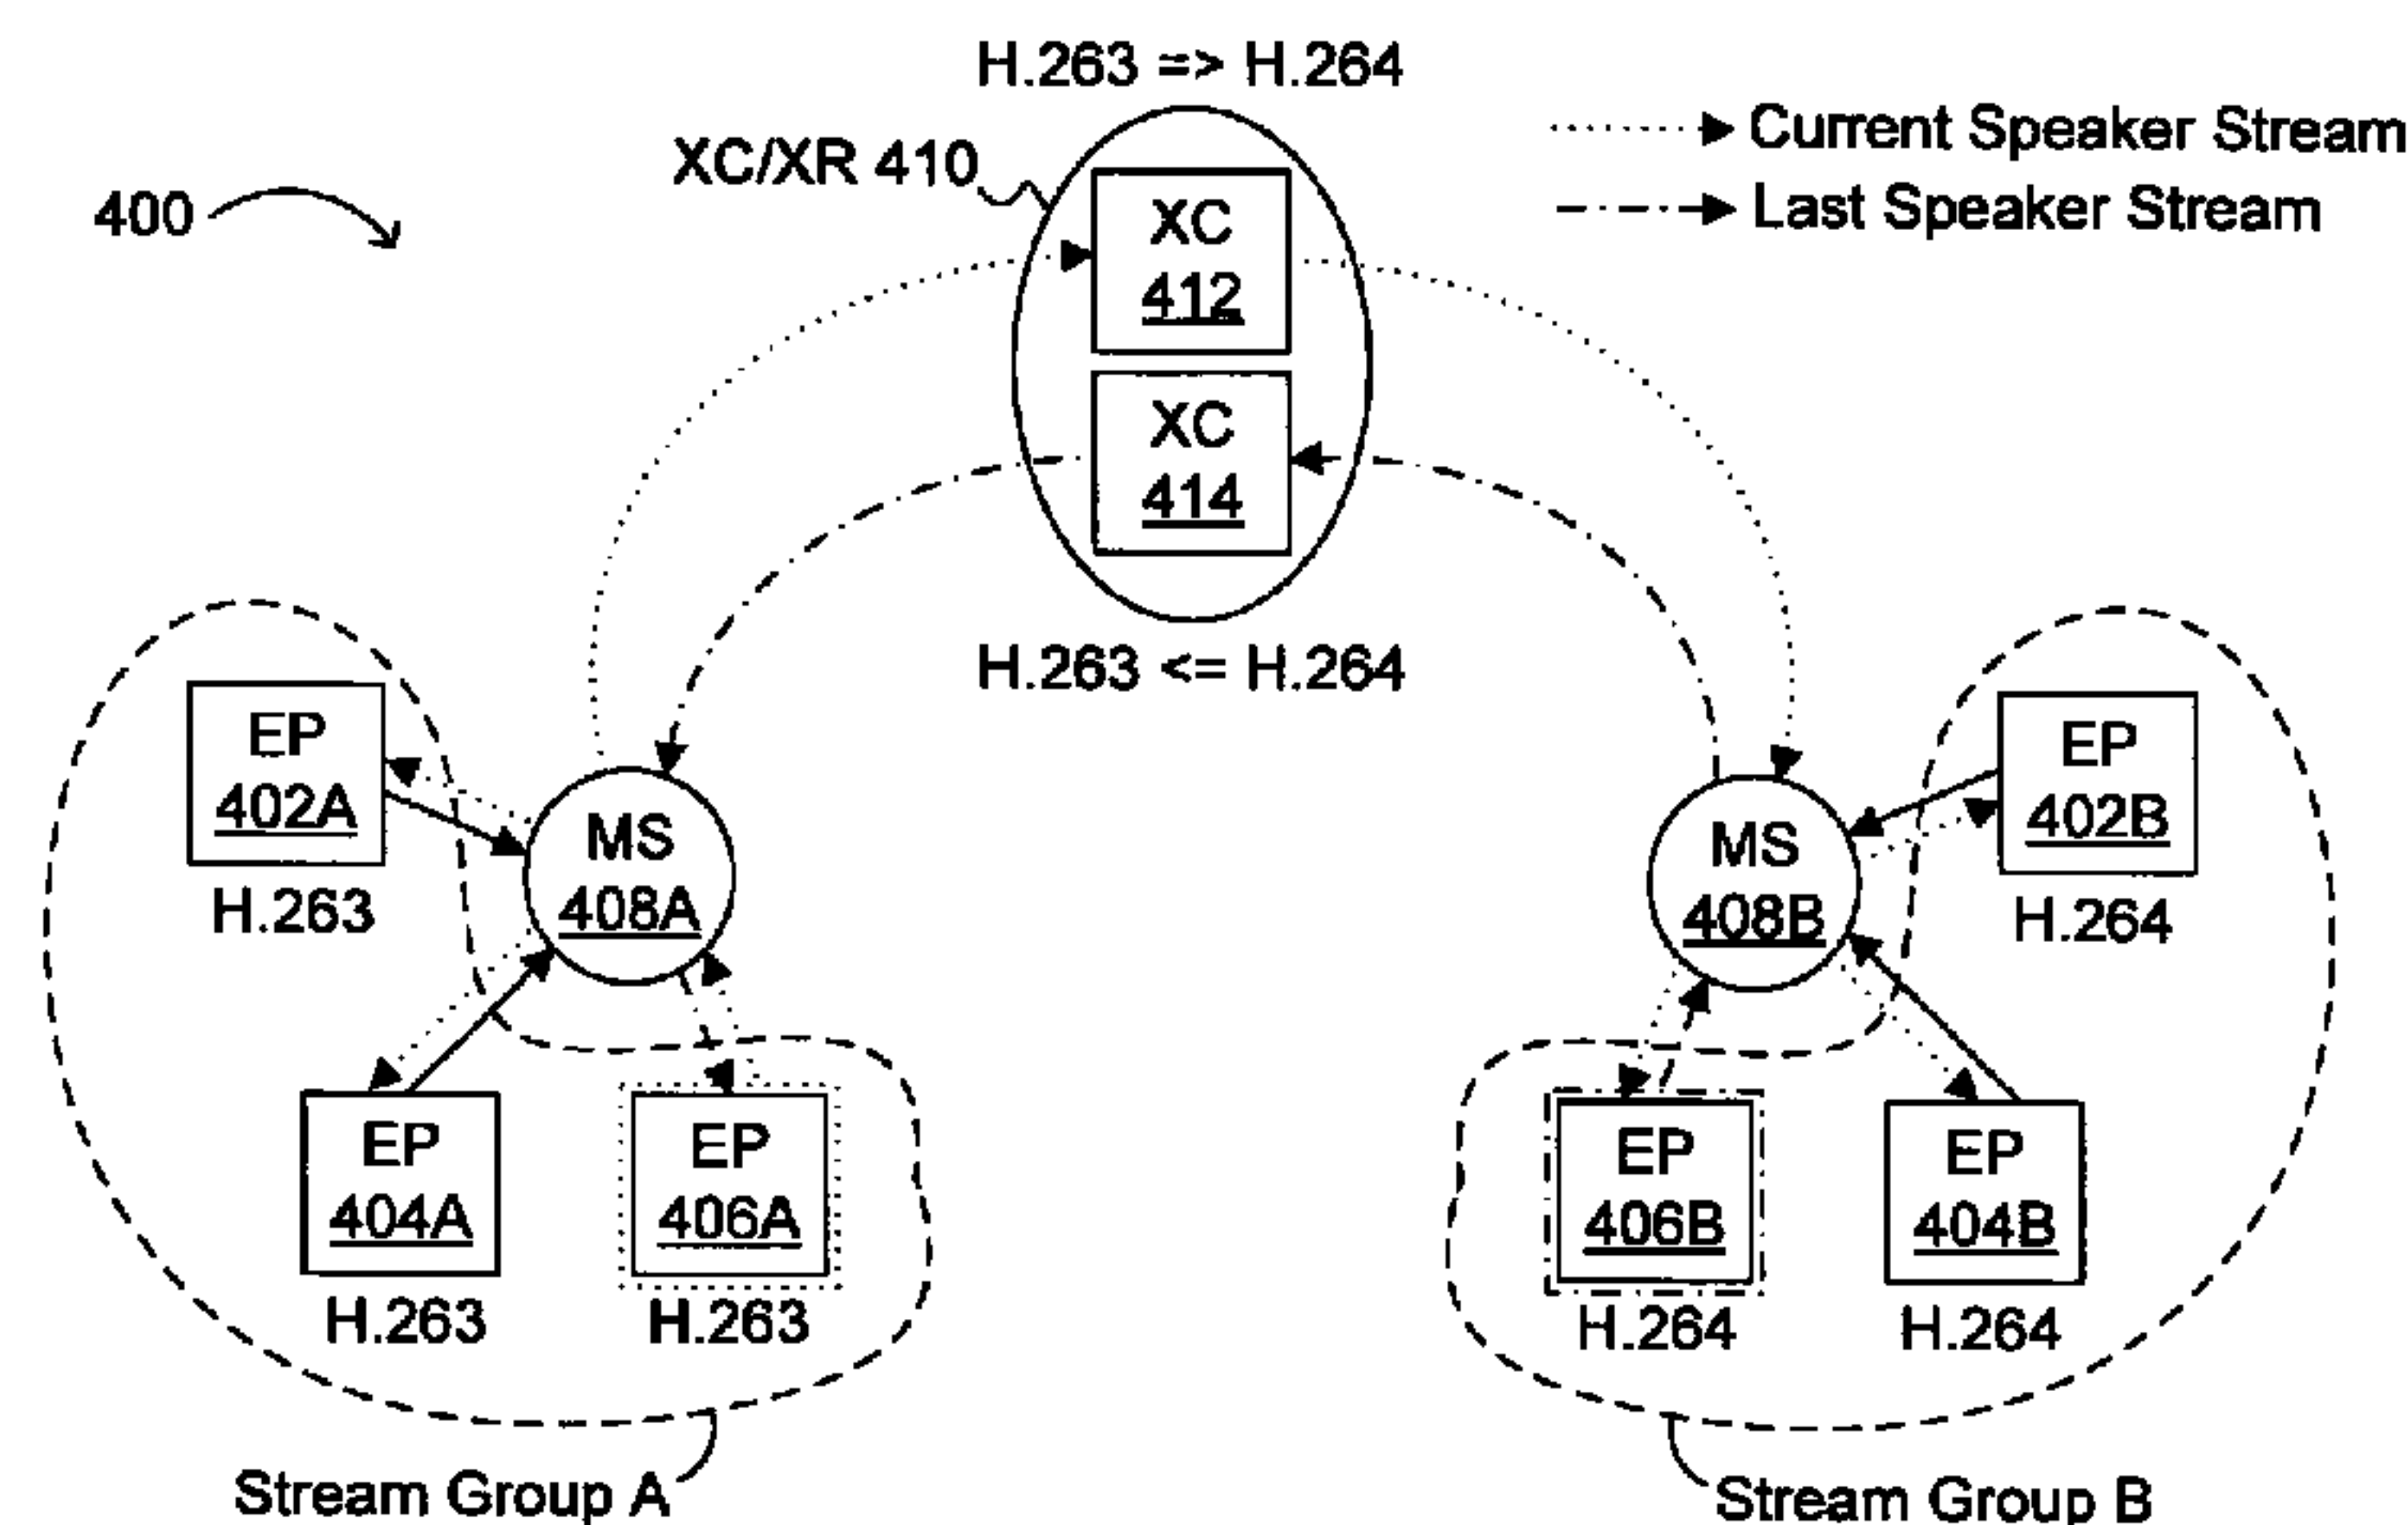 H.263 => H.264
Current Speaker Stream
XC/XR 410
Last Speaker Stream
400
XC
412
XC
414
H.263 <= H.264
EP
402A
H.263
MS
408A
MS
408B
EP
402B
H.264
EP
404A
H.263
EP
406A
H.263
EP
406B
H.264
EP
404B
H.264
Stream Group A
Stream Group B